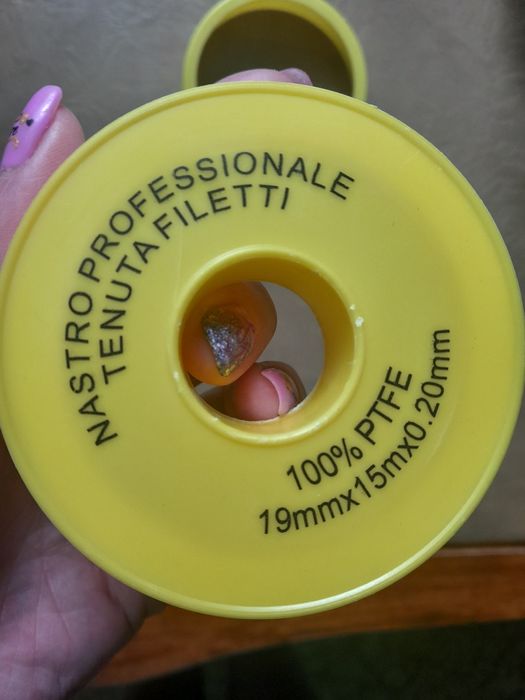 NASTRO PROFESSIONALE
TENUTA FILETTI
100% PTFE
19mmx15mx0.20mm